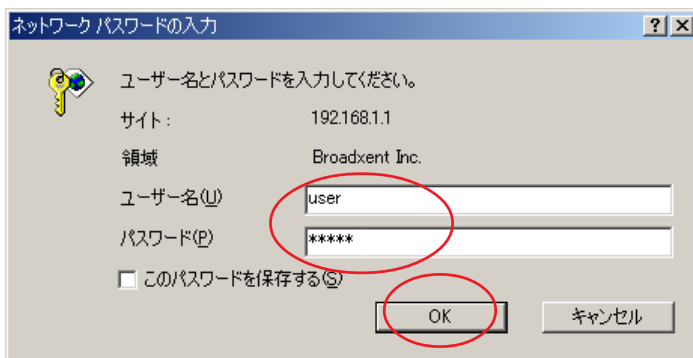 ネットワーク パスワードの入力
ユーザー名とパスワードを入力してください。
サイト: 192.168.1.1
領域 Broadxent Inc.
ユーザー名(U) user
パスワード(P) *****
このパスワードを保存する(S)
OK キャンセル